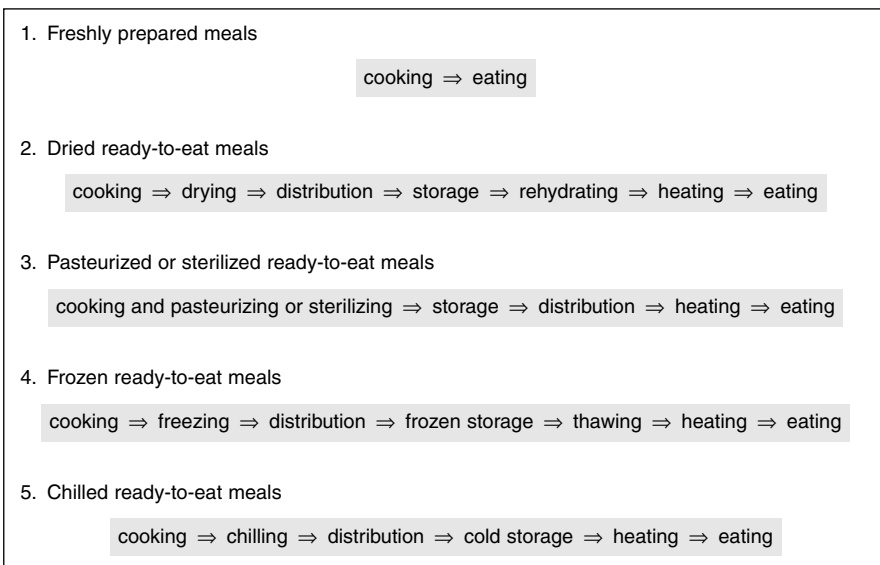 1. Freshly prepared meals
cooking ⇒ eating
2. Dried ready-to-eat meals
cooking ⇒ drying ⇒ distribution ⇒ storage ⇒ rehydrating ⇒ heating ⇒ eating
3. Pasteurized or sterilized ready-to-eat meals
cooking and pasteurizing or sterilizing ⇒ storage ⇒ distribution ⇒ heating ⇒ eating
4. Frozen ready-to-eat meals
cooking ⇒ freezing ⇒ distribution ⇒ frozen storage ⇒ thawing ⇒ heating ⇒ eating
5. Chilled ready-to-eat meals
cooking ⇒ chilling ⇒ distribution ⇒ cold storage ⇒ heating ⇒ eating